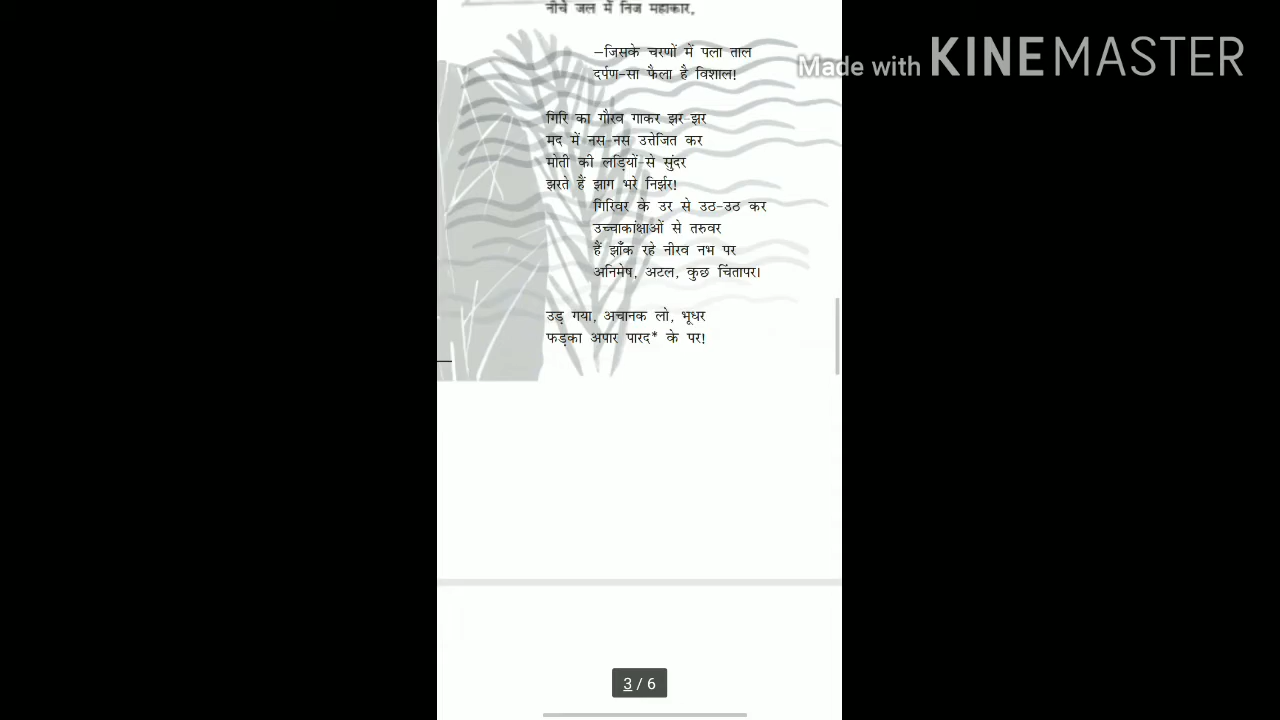 नीचे जल में निज महाकार,
–जिसके चरणों में पला ताल
दर्पण-सा फैला है विशाल!
Made with KINEMASTER
गिरि का गौरव गाकर झर-झर
मद में नस-नस उत्तेजित कर
मोती की लड़ियों-से सुंदर
झरते हैं झाग भरे निर्झर!
गिरिवर के उर से उठ-उठ कर
उच्चाकांक्षाओं से तरुवर
हैं झाँक रहे नीरव नभ पर
अनिमेष, अटल, कुछ चिंतापर।
उड़ गया, अचानक लो, भूधर
फड़का अपार पारद* के पर!
3 / 6